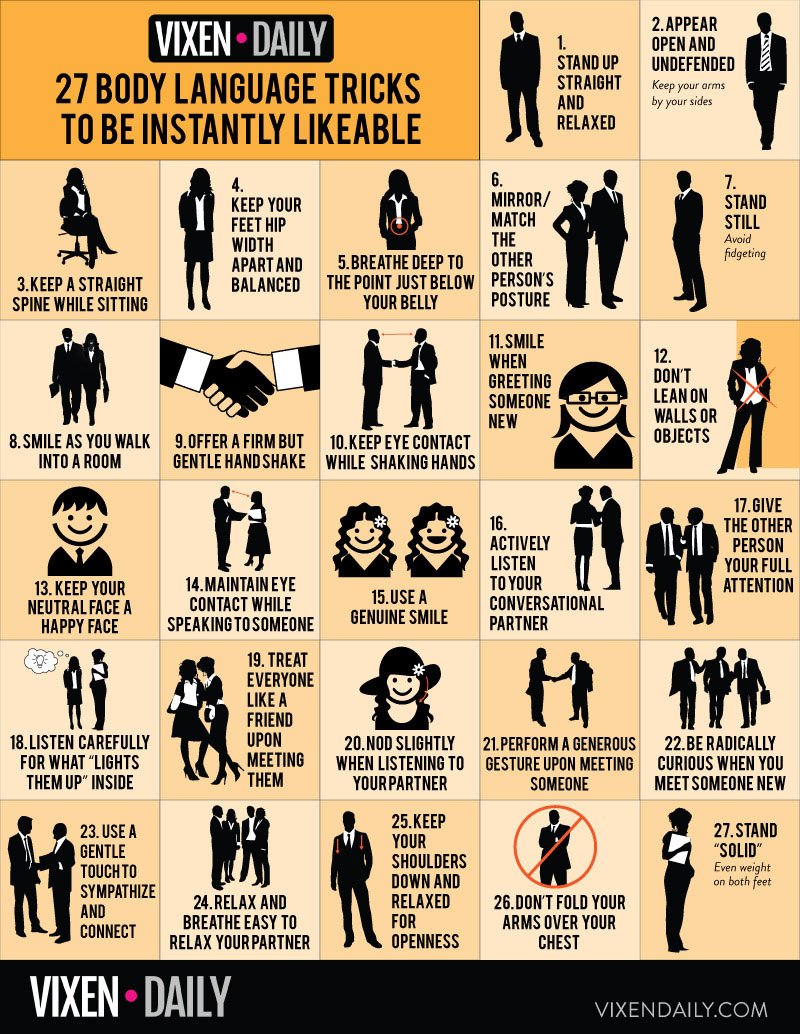 VIXEN • DAILY
27 BODY LANGUAGE TRICKS
TO BE INSTANTLY LIKEABLE
1.
STAND UP
STRAIGHT
AND
RELAXED
2. APPEAR
OPEN AND
UNDEFENDED
Keep your arms
by your sides
3. KEEP A STRAIGHT
SPINE WHILE SITTING
4.
KEEP YOUR
FEET HIP
WIDTH
APART AND
BALANCED
5. BREATHE DEEP TO
THE POINT JUST BELOW
YOUR BELLY
6.
MIRROR/
MATCH
THE
OTHER
PERSON'S
POSTURE
7.
STAND
STILL
Avoid
fidgeting
8. SMILE AS YOU WALK
INTO A ROOM
9. OFFER A FIRM BUT
GENTLE HAND SHAKE
10. KEEP EYE CONTACT
WHILE SHAKING HANDS
11. SMILE
WHEN
GREETING
SOMEONE
NEW
12.
DON'T
LEAN ON
WALLS OR
OBJECTS
13. KEEP YOUR
NEUTRAL FACE A
HAPPY FACE
14. MAINTAIN EYE
CONTACT WHILE
SPEAKING TO SOMEONE
15. USE A
GENUINE SMILE
16.
ACTIVELY
LISTEN
TO YOUR
CONVERSATIONAL
PARTNER
17. GIVE
THE OTHER
PERSON
YOUR FULL
ATTENTION
18. LISTEN CAREFULLY
FOR WHAT "LIGHTS
THEM UP" INSIDE
19. TREAT
EVERYONE
LIKE A
FRIEND
UPON
MEETING
THEM
20. NOD SLIGHTLY
WHEN LISTENING TO
YOUR PARTNER
21. PERFORM A GENEROUS
GESTURE UPON MEETING
SOMEONE
22. BE RADICALLY
CURIOUS WHEN YOU
MEET SOMEONE NEW
23. USE A
GENTLE
TOUCH TO
SYMPATHIZE
AND
CONNECT
24. RELAX AND
BREATHE EASY TO
RELAX YOUR PARTNER
25. KEEP
YOUR
SHOULDERS
DOWN AND
RELAXED
FOR
OPENNESS
26. DON'T FOLD YOUR
ARMS OVER YOUR
CHEST
27. STAND
"SOLID"
Even weight
on both feet
VIXEN • DAILY
VIXENDAILY.COM